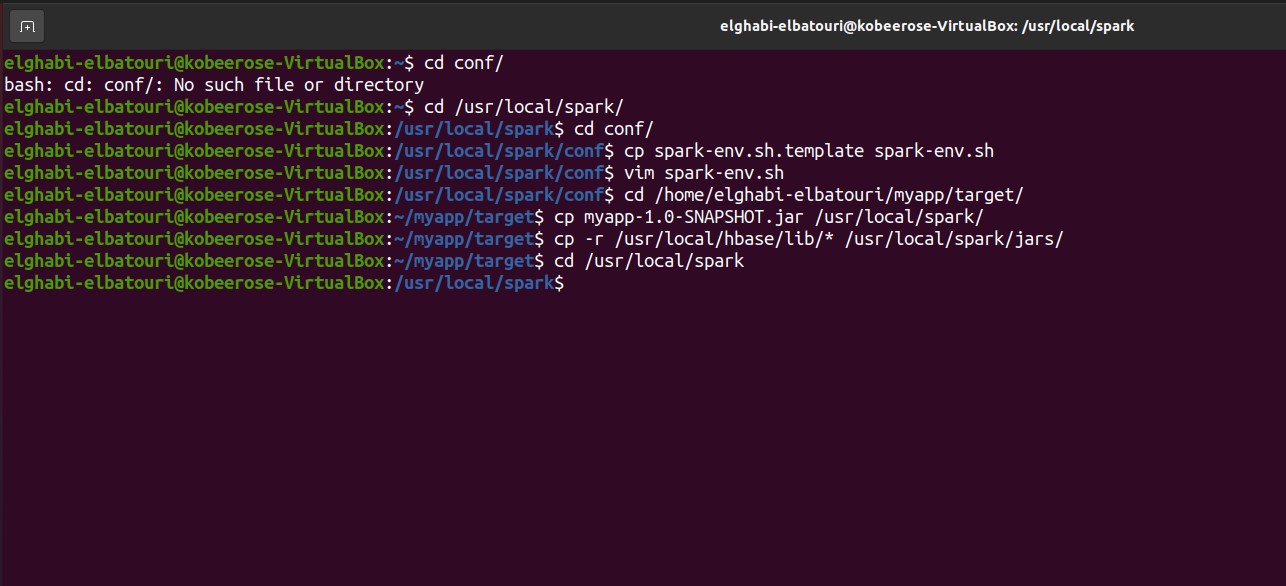 elghabi-elbatouri@kobeerose-VirtualBox: /usr/local/spark
elghabi-elbatouri@kobeerose-VirtualBox:~$ cd conf/
bash: cd: conf/: No such file or directory
elghabi-elbatouri@kobeerose-VirtualBox:~$ cd /usr/local/spark/
elghabi-elbatouri@kobeerose-VirtualBox:/usr/local/spark$ cd conf/
elghabi-elbatouri@kobeerose-VirtualBox:/usr/local/spark/conf$ cp spark-env.sh.template spark-env.sh
elghabi-elbatouri@kobeerose-VirtualBox:/usr/local/spark/conf$ vim spark-env.sh
elghabi-elbatouri@kobeerose-VirtualBox:/usr/local/spark/conf$ cd /home/elghabi-elbatouri/myapp/target/
elghabi-elbatouri@kobeerose-VirtualBox:~/myapp/target$ cp myapp-1.0-SNAPSHOT.jar /usr/local/spark/
elghabi-elbatouri@kobeerose-VirtualBox:~/myapp/target$ cp -r /usr/local/hbase/lib/* /usr/local/spark/jars/
elghabi-elbatouri@kobeerose-VirtualBox:~/myapp/target$ cd /usr/local/spark
elghabi-elbatouri@kobeerose-VirtualBox:/usr/local/spark$